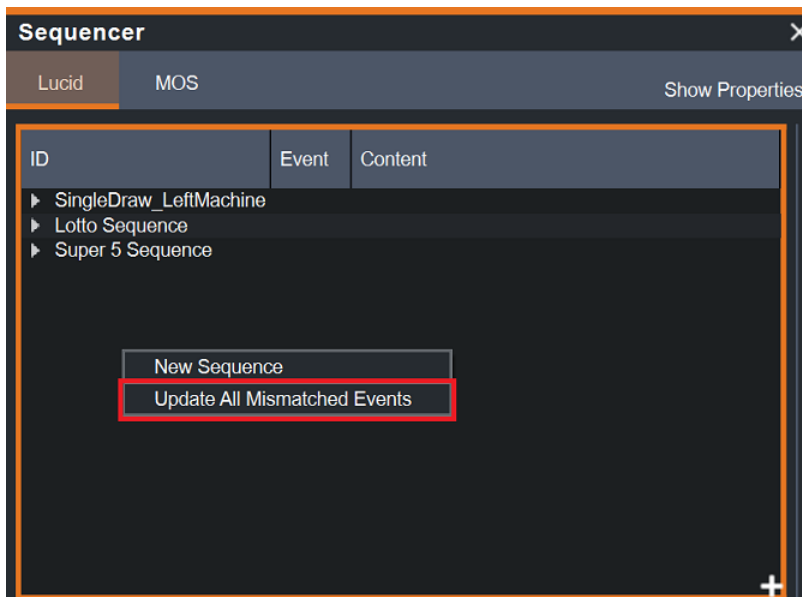 Sequencer
Lucid MOS Show Properties
ID Event Content
SingleDraw_LeftMachine
Lotto Sequence
Super 5 Sequence
New Sequence
Update All Mismatched Events